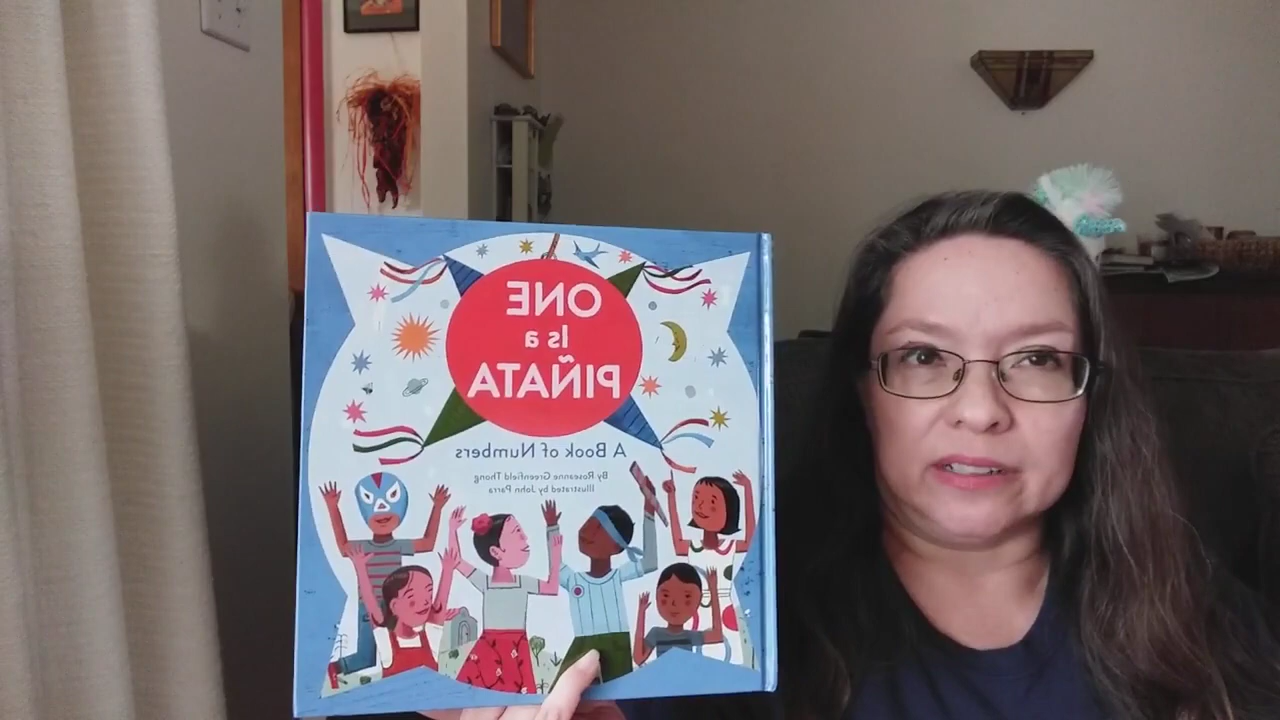 ONE
Is a
PIÑATA
A Book of Numbers
By Roseanne Greenfield Thong
Illustrated by John Parra